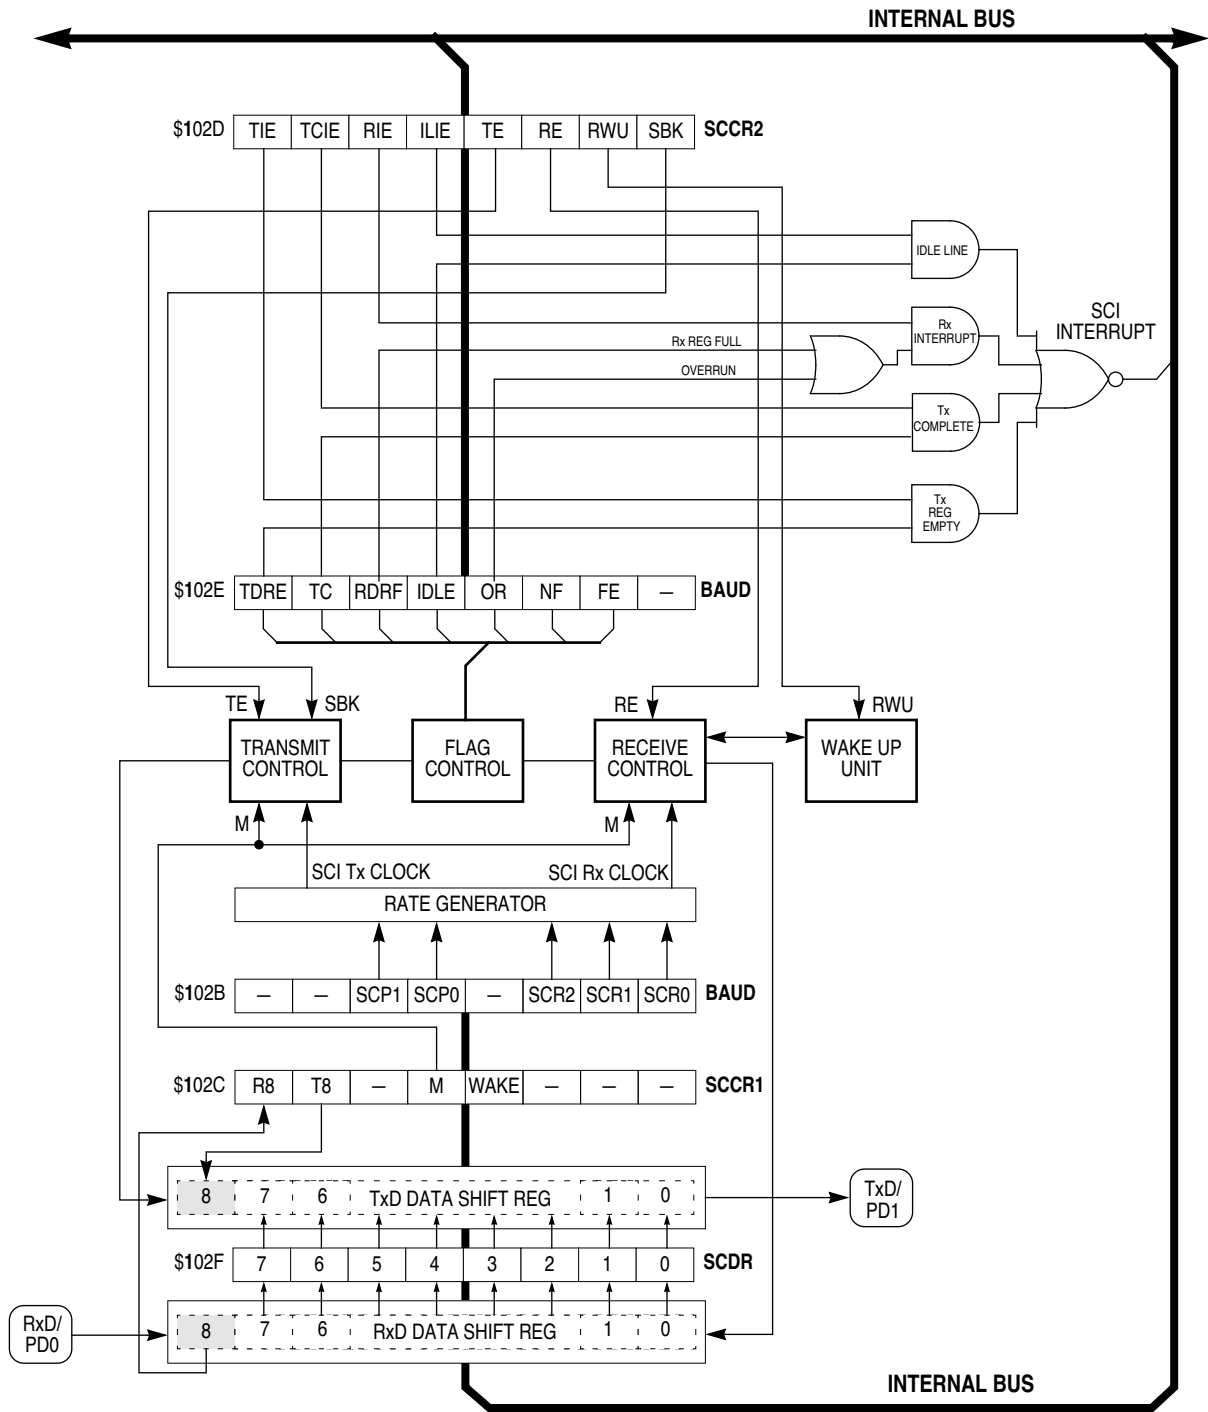 INTERNAL BUS
$102D TIE TCIE RIE ILIE TE RE RWU SBK SCCR2
IDLE LINE
Rx
INTERRUPT
SCI
INTERRUPT
Rx REG FULL
OVERRUN
Tx
COMPLETE
Tx
REG
EMPTY
$102E TDRE TC RDRF IDLE OR NF FE – BAUD
TE SBK RE RWU
TRANSMIT
CONTROL
FLAG
CONTROL
RECEIVE
CONTROL
WAKE UP
UNIT
M M
SCI Tx CLOCK SCI Rx CLOCK
RATE GENERATOR
$102B – – SCP1 SCP0 – SCR2 SCR1 SCR0 BAUD
$102C R8 T8 – M WAKE – – – SCCR1
8 7 6 TxD DATA SHIFT REG 1 0
TxD/
PD1
$102F 7 6 5 4 3 2 1 0 SCDR
RxD/
PD0
8 7 6 RxD DATA SHIFT REG 1 0
INTERNAL BUS